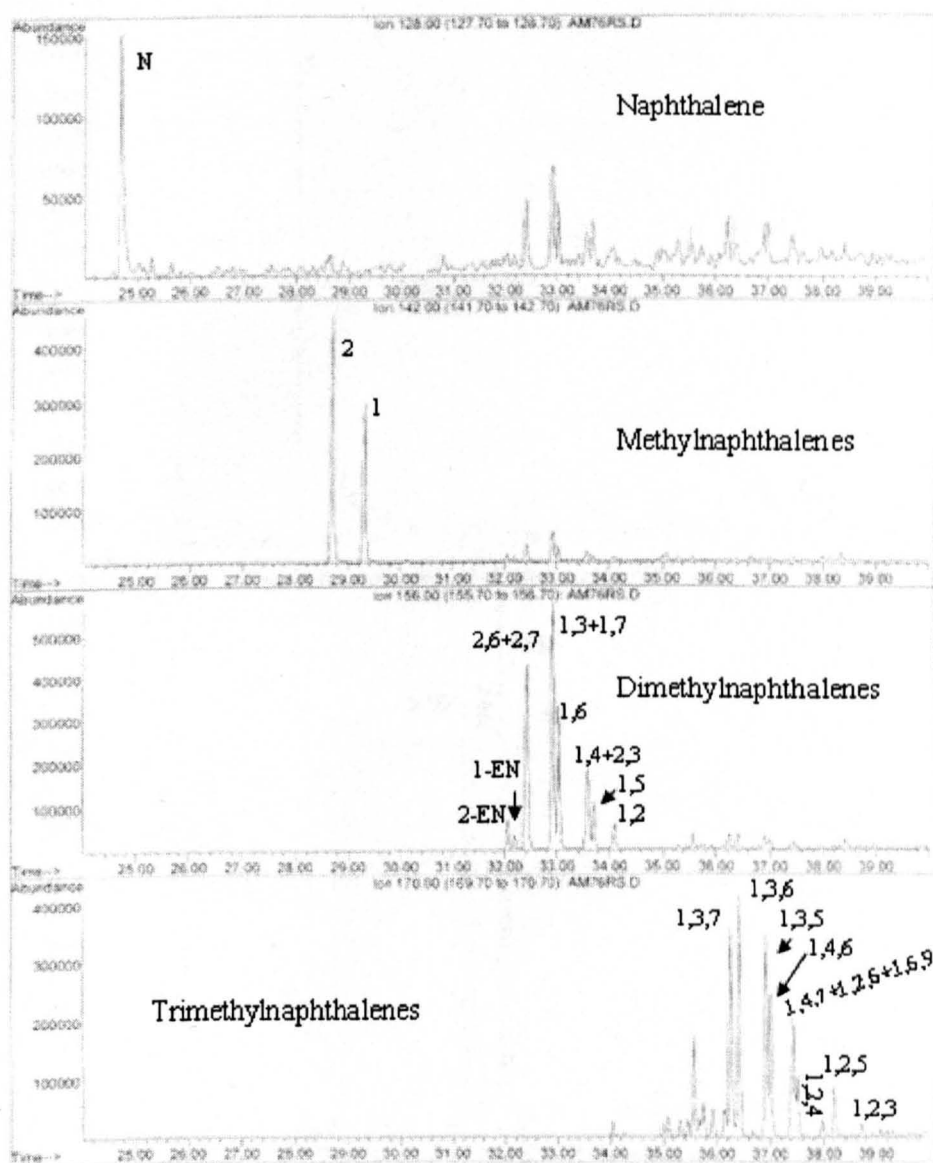 Abundance
Ion 128.00 (127.70 to 128.70): AM76RS.D
150000
N
Naphthalene
100000
50000
Time-->
25.00 26.00 27.00 28.00 29.00 30.00 31.00 32.00 33.00 34.00 35.00 36.00 37.00 38.00 39.00
Abundance
Ion 142.00 (141.70 to 142.70): AM76RS.D
400000
2
1
300000
Methylnaphthalenes
200000
100000
Time-->
25.00 26.00 27.00 28.00 29.00 30.00 31.00 32.00 33.00 34.00 35.00 36.00 37.00 38.00 39.00
Abundance
Ion 156.00 (155.70 to 156.70): AM76RS.D
500000
2,6+2,7
1,3+1,7
Dimethylnaphthalenes
400000
1,6
300000
1,4+2,3
200000
1-EN
1,5
2-EN
1,2
100000
Time-->
25.00 26.00 27.00 28.00 29.00 30.00 31.00 32.00 33.00 34.00 35.00 36.00 37.00 38.00 39.00
Abundance
Ion 170.00 (169.70 to 170.70): AM76RS.D
400000
1,3,6
1,3,7
1,3,5
1,4,6
300000
1,4,7+1,2,6+1,6,9
Trimethylnaphthalenes
200000
1,2,5
100000
1,2,4
1,2,3
Time-->
25.00 26.00 27.00 28.00 29.00 30.00 31.00 32.00 33.00 34.00 35.00 36.00 37.00 38.00 39.00